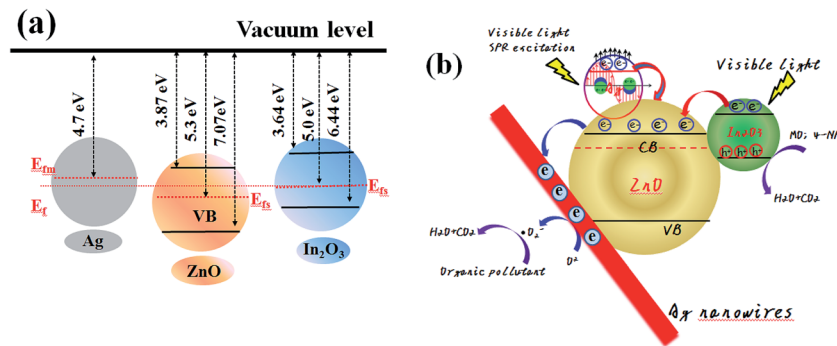 (a)
Vacuum level
4.7 eV
3.87 eV
5.3 eV
7.07 eV
3.64 eV
5.0 eV
6.44 eV
Efm
Ef
VB
Efs
Efs
Ag
ZnO
In2O3
(b)
Visible light
SPR excitation
Visible light
e- e-
Ag
e- e-
e- e- e- e-
In2O3
CB
h+ h+ h+
MO; 4-NP
ZnO
H2O+CO2
e
e
e
e
VB
H2O+CO2
•O2-
O2
Organic pollutant
Ag nanowires